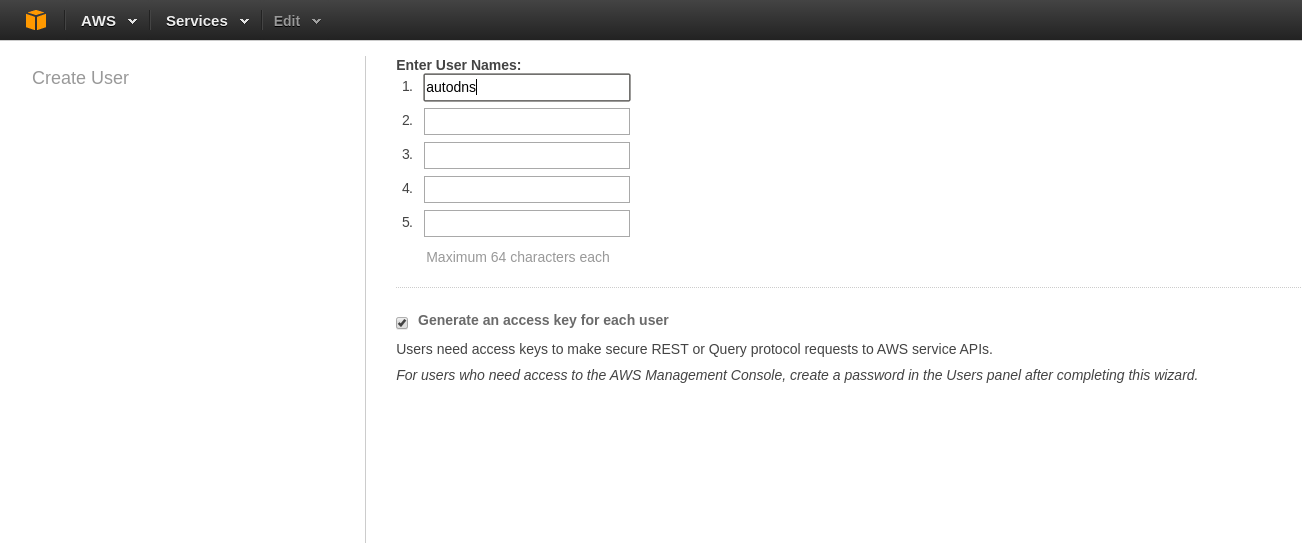 AWS Services Edit
Create User
Enter User Names:
1. autodns
2.
3.
4.
5.
Maximum 64 characters each
Generate an access key for each user
Users need access keys to make secure REST or Query protocol requests to AWS service APIs.
For users who need access to the AWS Management Console, create a password in the Users panel after completing this wizard.